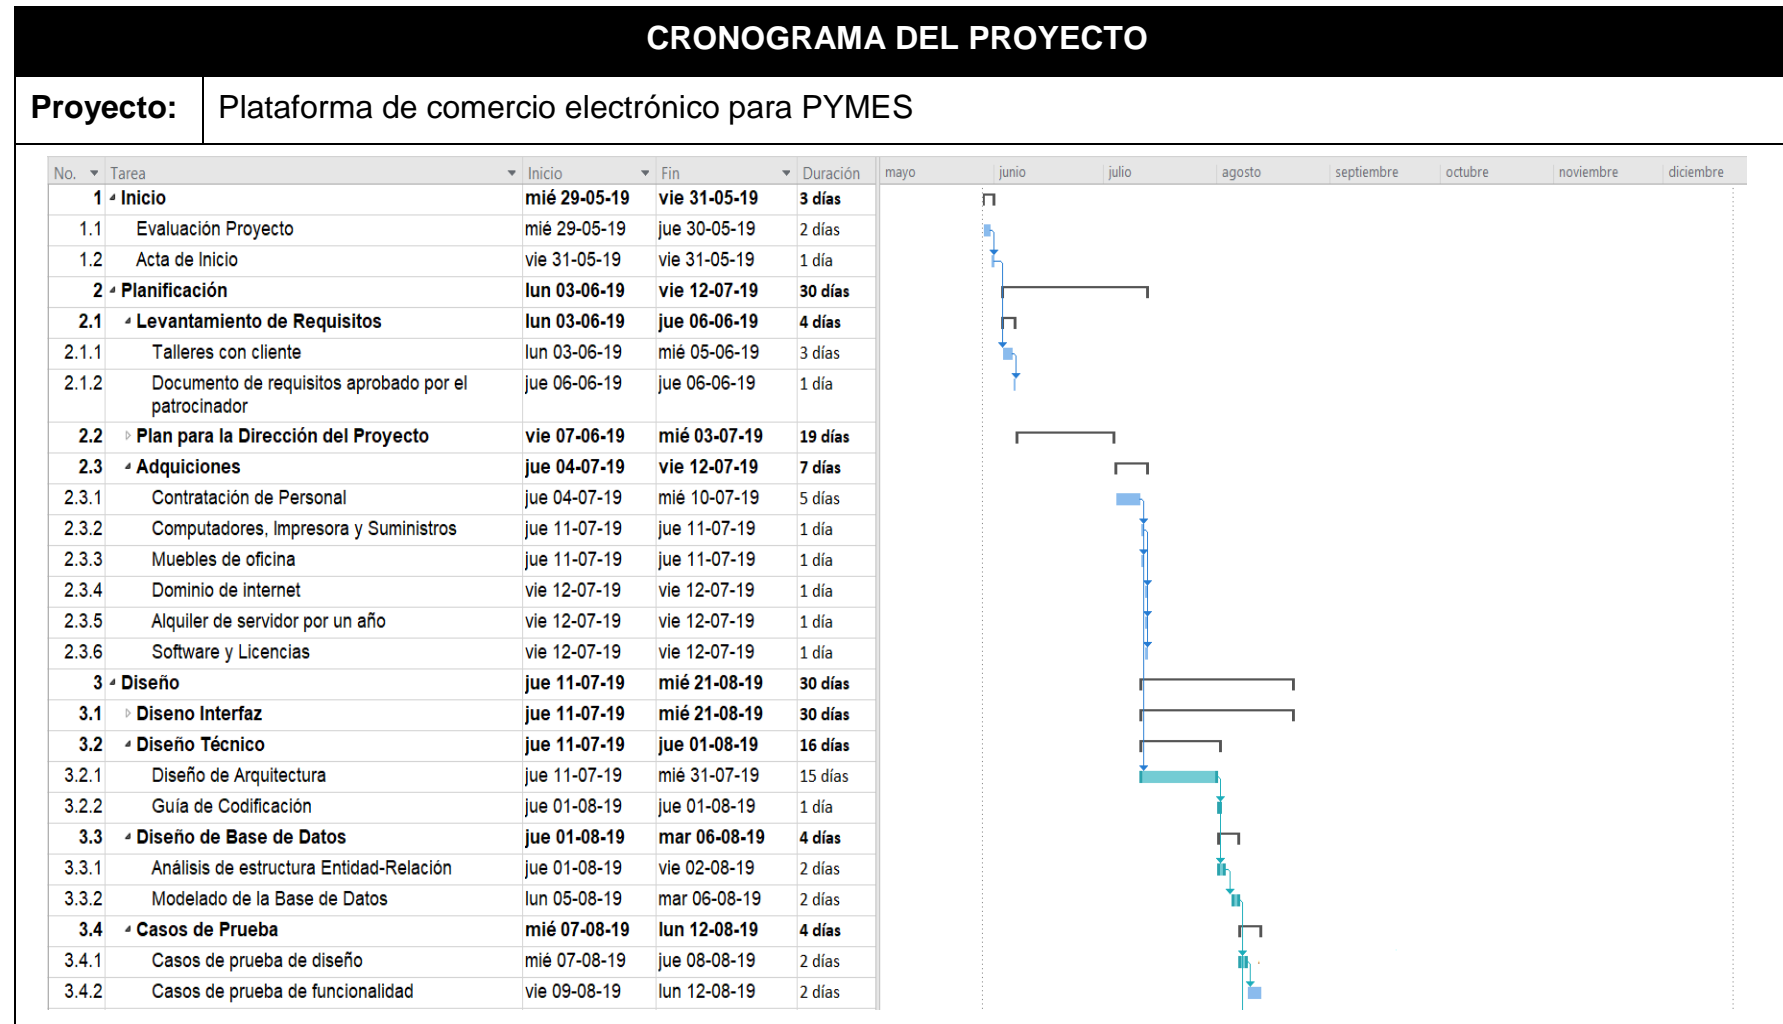 CRONOGRAMA DEL PROYECTO
Proyecto: Plataforma de comercio electrónico para PYMES
No. Tarea Inicio Fin Duración mayo junio julio agosto septiembre octubre noviembre diciembre
1 Inicio mié 29-05-19 vie 31-05-19 3 días
1.1 Evaluación Proyecto mié 29-05-19 jue 30-05-19 2 días
1.2 Acta de Inicio vie 31-05-19 vie 31-05-19 1 día
2 Planificación lun 03-06-19 vie 12-07-19 30 días
2.1 Levantamiento de Requisitos lun 03-06-19 jue 06-06-19 4 días
2.1.1 Talleres con cliente lun 03-06-19 mié 05-06-19 3 días
2.1.2 Documento de requisitos aprobado por el jue 06-06-19 jue 06-06-19 1 día
patrocinador
2.2 Plan para la Dirección del Proyecto vie 07-06-19 mié 03-07-19 19 días
2.3 Adquiciones jue 04-07-19 vie 12-07-19 7 días
2.3.1 Contratación de Personal jue 04-07-19 mié 10-07-19 5 días
2.3.2 Computadores, Impresora y Suministros jue 11-07-19 jue 11-07-19 1 día
2.3.3 Muebles de oficina jue 11-07-19 jue 11-07-19 1 día
2.3.4 Dominio de internet vie 12-07-19 vie 12-07-19 1 día
2.3.5 Alquiler de servidor por un año vie 12-07-19 vie 12-07-19 1 día
2.3.6 Software y Licencias vie 12-07-19 vie 12-07-19 1 día
3 Diseño jue 11-07-19 mié 21-08-19 30 días
3.1 Diseno Interfaz jue 11-07-19 mié 21-08-19 30 días
3.2 Diseño Técnico jue 11-07-19 jue 01-08-19 16 días
3.2.1 Diseño de Arquitectura jue 11-07-19 mié 31-07-19 15 días
3.2.2 Guía de Codificación jue 01-08-19 jue 01-08-19 1 día
3.3 Diseño de Base de Datos jue 01-08-19 mar 06-08-19 4 días
3.3.1 Análisis de estructura Entidad-Relación jue 01-08-19 vie 02-08-19 2 días
3.3.2 Modelado de la Base de Datos lun 05-08-19 mar 06-08-19 2 días
3.4 Casos de Prueba mié 07-08-19 lun 12-08-19 4 días
3.4.1 Casos de prueba de diseño mié 07-08-19 jue 08-08-19 2 días
3.4.2 Casos de prueba de funcionalidad vie 09-08-19 lun 12-08-19 2 días